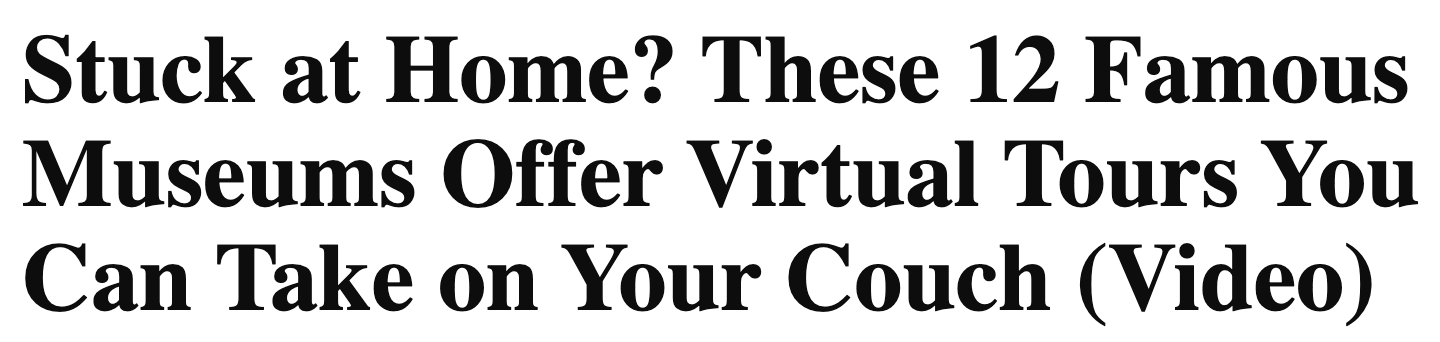 Stuck at Home? These 12 Famous
Museums Offer Virtual Tours You
Can Take on Your Couch (Video)